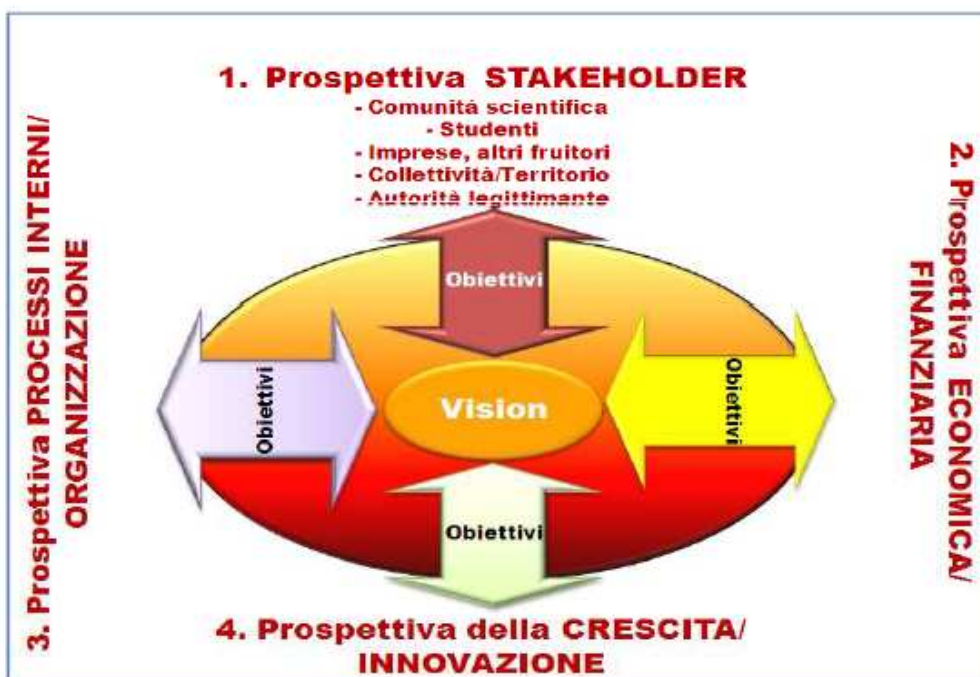 1. Prospettiva STAKEHOLDER
- Comunità scientifica
- Studenti
- Imprese, altri fruitori
- Collettività/Territorio
- Autorità legittimante
2. Prospettiva ECONOMICA/
FINANZIARIA
3. Prospettiva PROCESSI INTERNI/
ORGANIZZAZIONE
Obiettivi
Obiettivi
Vision
Obiettivi
Obiettivi
4. Prospettiva della CRESCITA/
INNOVAZIONE